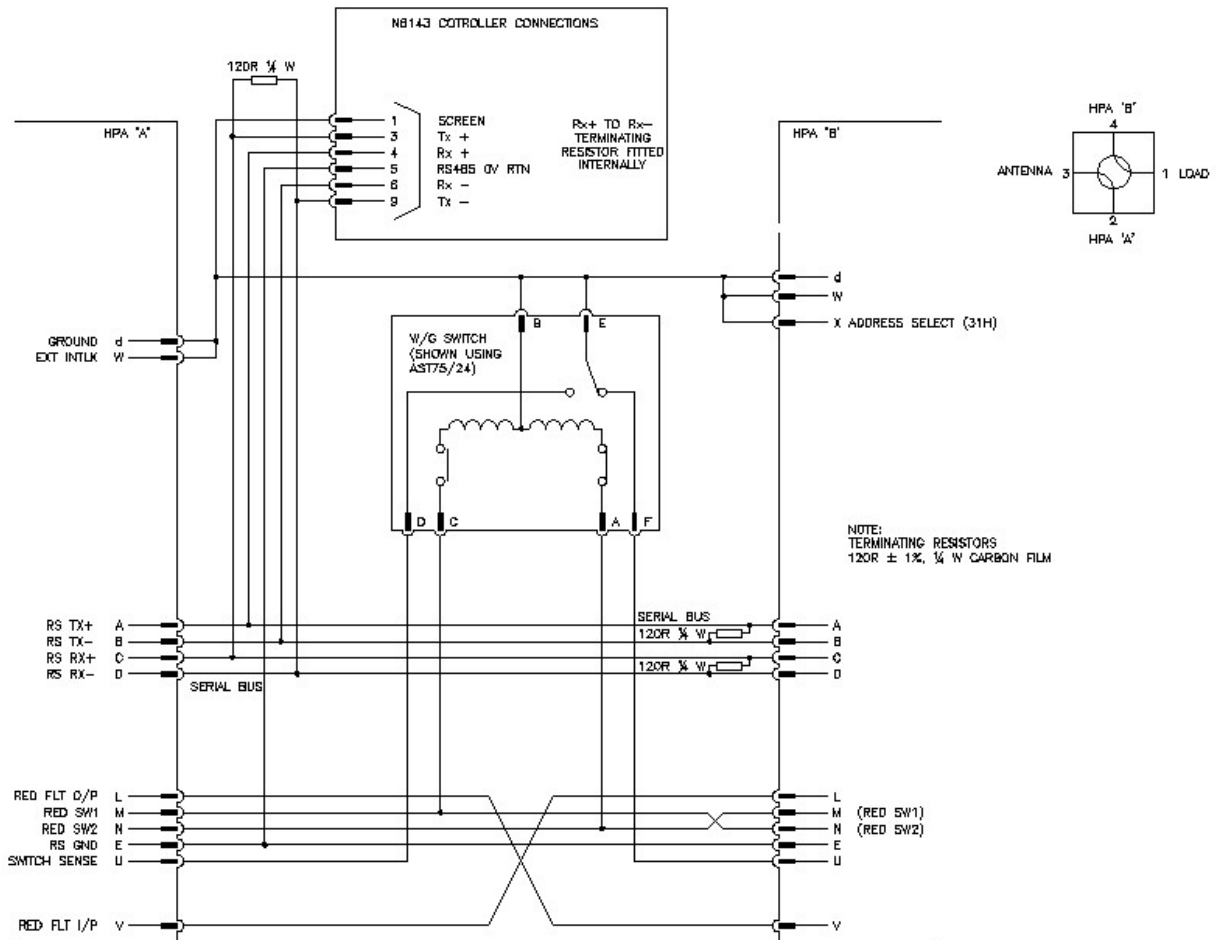 N8143 COTROLLER CONNECTIONS
120R ¼ W
1 SCREEN
3 Tx +
4 Rx +
5 RS485 0V RTN
6 Rx -
9 Tx -
Rx+ TO Rx-
TERMINATING
RESISTOR FITTED
INTERNALLY
HPA "A"
HPA "B"
HPA 'B'
4
ANTENNA 3
1 LOAD
2
HPA 'A'
GROUND d
EXT INTLK W
d
W
X ADDRESS SELECT (31H)
B
E
W/G SWITCH
(SHOWN USING
AST75/24)
D
C
A
F
NOTE:
TERMINATING RESISTORS
120R ± 1%, ¼ W CARBON FILM
RS TX+ A
RS TX- B
RS RX+ C
RS RX- D
SERIAL BUS
SERIAL BUS
120R ¼ W
120R ¼ W
A
B
C
D
RED FLT O/P L
RED SW1 M
RED SW2 N
RS GND E
SWITCH SENSE U
RED FLT I/P V
L
M (RED SW1)
N (RED SW2)
E
U
V